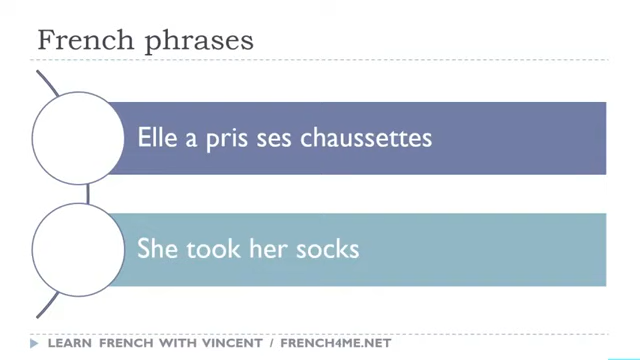 French phrases
Elle a pris ses chaussettes
She took her socks
LEARN FRENCH WITH VINCENT / FRENCH4ME.NET